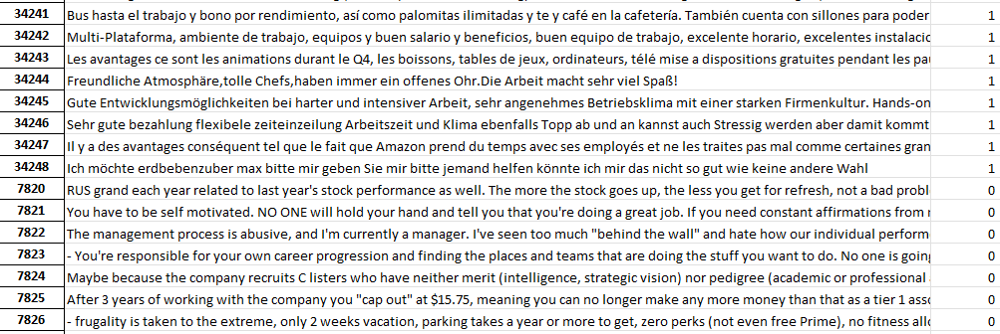 34241 Bus hasta el trabajo y bono por rendimiento, así como palomitas ilimitadas y te y café en la cafetería. También cuenta con sillones para poder 1
34242 Multi-Plataforma, ambiente de trabajo, equipos y buen salario y beneficios, buen equipo de trabajo, excelente horario, excelentes 1
34243 Les avantages ce sont les animations durant le Q4, les boissons, tables de jeux, ordinateurs, télé mise a dispositions gratuites pendant les 1
34244 Freundliche Atmosphäre,tolle Chefs,haben immer ein offenes Ohr.Die Arbeit macht sehr viel Spaß! 1
34245 Gute Entwicklungsmöglichkeiten bei harter und intensiver Arbeit, sehr angenehmes Betriebsklima mit einer starken Firmenkultur. Hands-on 1
34246 Sehr gute bezahlung flexibele zeiteinzeilung Arbeitszeit und Klima ebenfalls Topp ab und an kannst auch Stressig werden aber damit kommt 1
34247 Il y a des avantages conséquent tel que le fait que Amazon prend du temps avec ses employés et ne les traites pas mal comme certaines gran 1
34248 Ich möchte erdbebenzuber max bitte mir geben Sie mir bitte jemand helfen könnte ich mir das nicht so gut wie keine andere Wahl 1
7820 RUS grand each year related to last year's stock performance as well. The more the stock goes up, the less you get for refresh, not a bad probl 0
7821 You have to be self motivated. NO ONE will hold your hand and tell you that you're doing a great job. If you need constant affirmations from 0
7822 The management process is abusive, and I'm currently a manager. I've seen too much "behind the wall" and hate how our individual perform 0
7823 - You're responsible for your own career progression and finding the places and teams that are doing the stuff you want to do. No one is going 0
7824 Maybe because the company recruits C listers who have neither merit (intelligence, strategic vision) nor pedigree (academic or professional 0
7825 After 3 years of working with the company you "cap out" at $15.75, meaning you can no longer make any more money than that as a tier 1 asso 0
7826 - frugality is taken to the extreme, only 2 weeks vacation, parking takes a year or more to get, zero perks (not even free Prime), no fitness 0